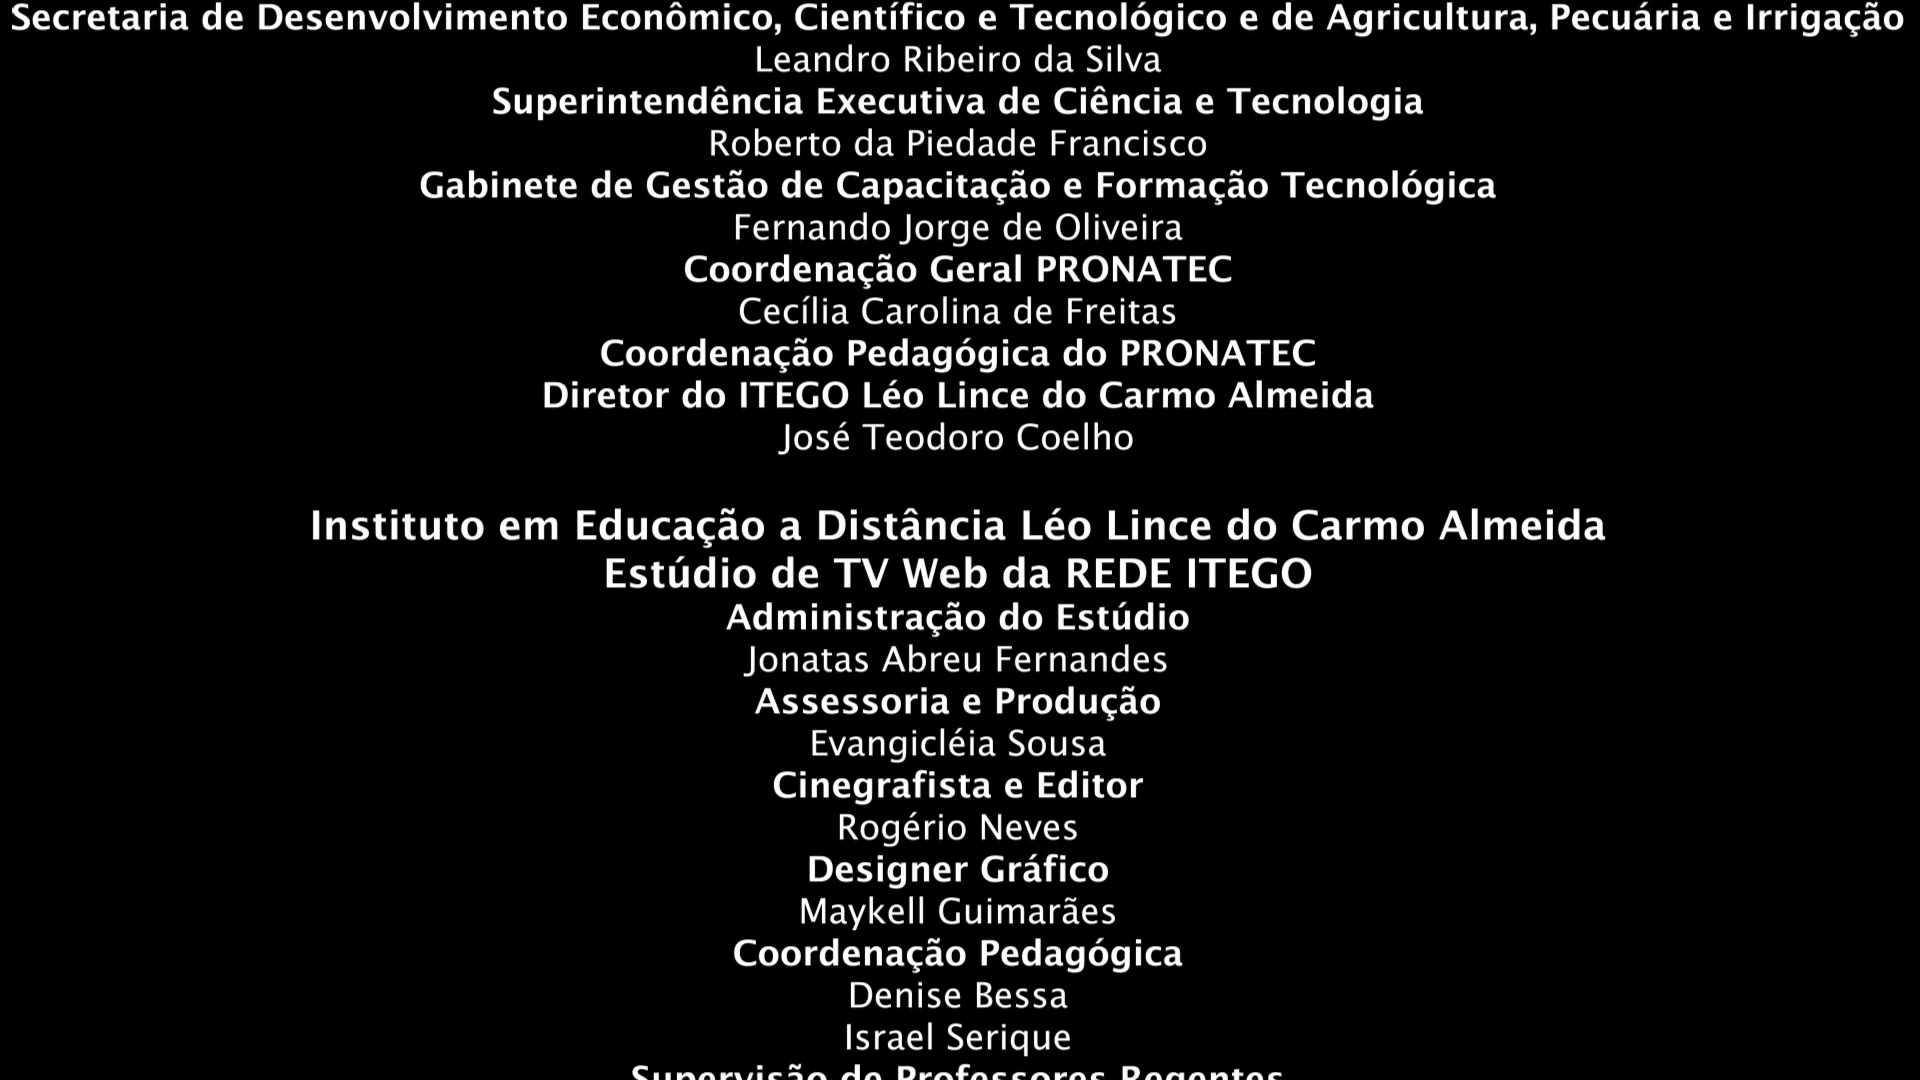 Secretaria de Desenvolvimento Econômico, Científico e Tecnológico e de Agricultura, Pecuária e Irrigação
Leandro Ribeiro da Silva
Superintendência Executiva de Ciência e Tecnologia
Roberto da Piedade Francisco
Gabinete de Gestão de Capacitação e Formação Tecnológica
Fernando Jorge de Oliveira
Coordenação Geral PRONATEC
Cecília Carolina de Freitas
Coordenação Pedagógica do PRONATEC
Diretor do ITEGO Léo Lince do Carmo Almeida
José Teodoro Coelho
Instituto em Educação a Distância Léo Lince do Carmo Almeida
Estúdio de TV Web da REDE ITEGO
Administração do Estúdio
Jonatas Abreu Fernandes
Assessoria e Produção
Evangicléia Sousa
Cinegrafista e Editor
Rogério Neves
Designer Gráfico
Maykell Guimarães
Coordenação Pedagógica
Denise Bessa
Israel Serique
Supervisão de Professores Regentes